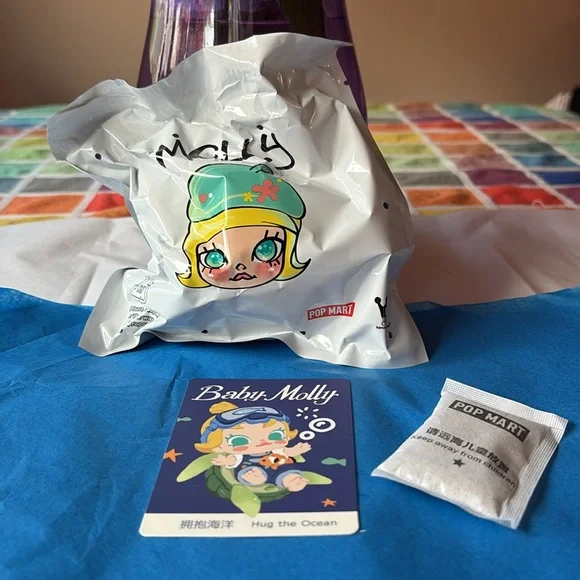 Molly
POP MART
Baby Molly
拥抱海洋 Hug the Ocean
POP MART
请远离儿童放置
Keep away from children